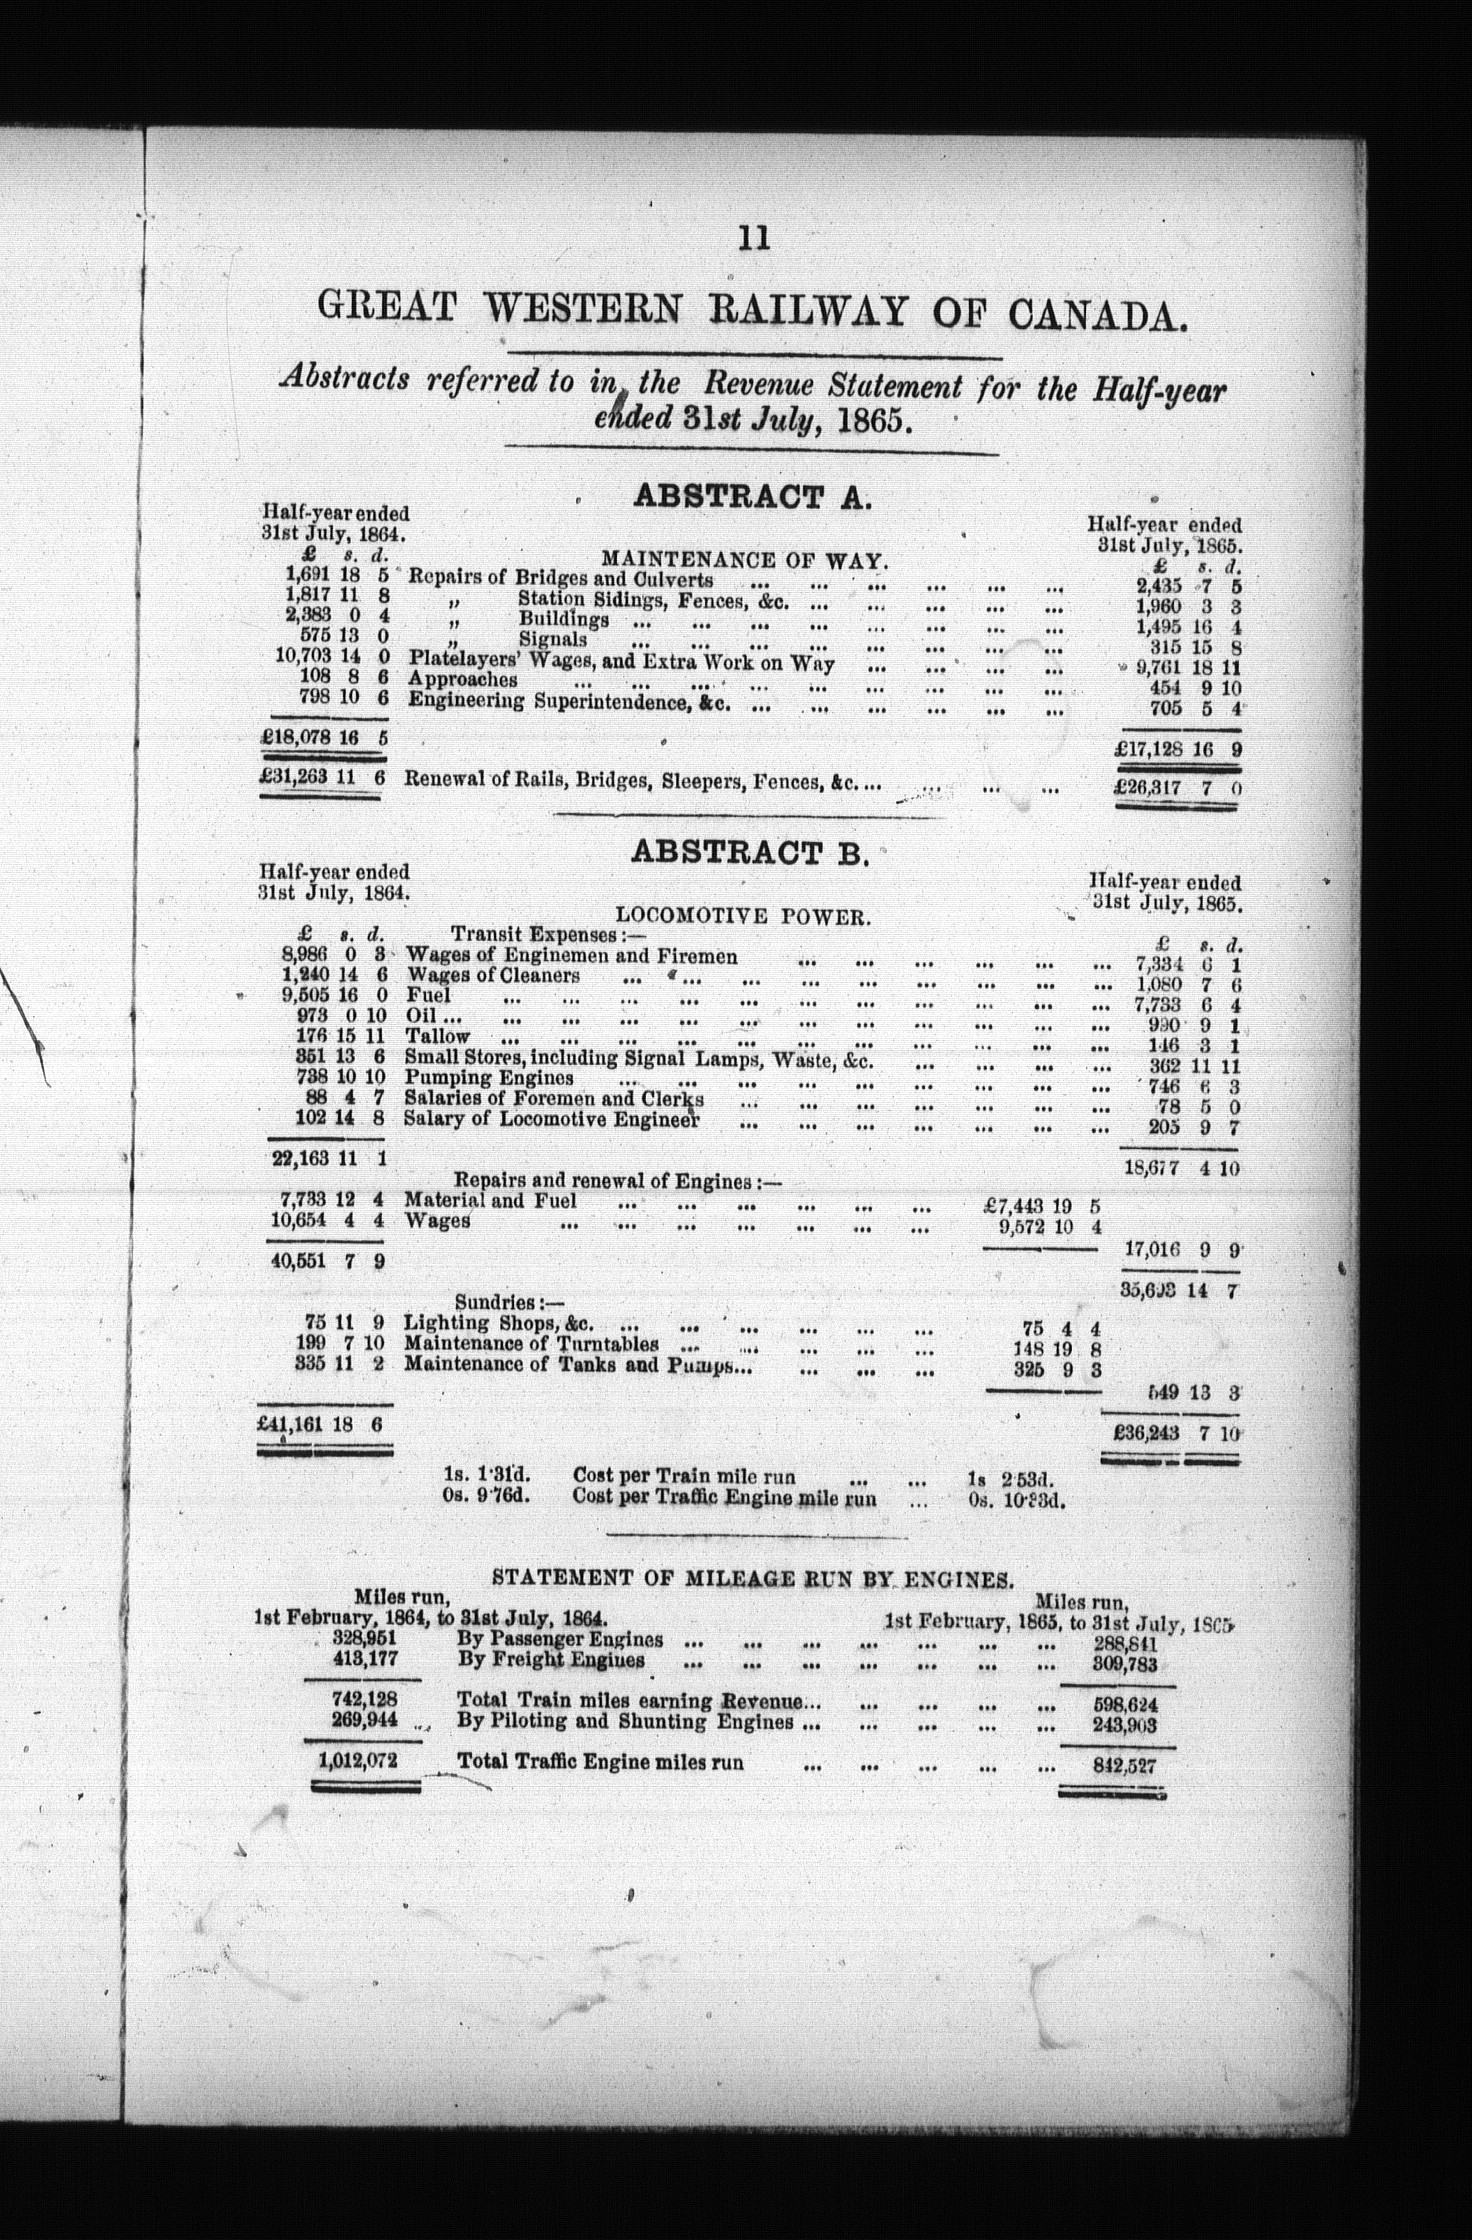 11
GREAT WESTERN RAILWAY OF CANADA.
Abstracts referred to in the Revenue Statement for the Half-year
ended 31st July, 1865.
ABSTRACT A.
Half-year ended
31st July, 1864.
Half-year ended
31st July, 1865.
MAINTENANCE OF WAY.
£ s. d. £ s. d.
1,691 18 5 Repairs of Bridges and Culverts ... ... ... ... ... ... 2,435 7 5
1,817 11 8 „ Station Sidings, Fences, &c. ... ... ... ... ... 1,960 3 3
2,383 0 4 „ Buildings ... ... ... ... ... ... ... ... 1,495 16 4
575 13 0 „ Signals ... ... ... ... ... ... ... ... 315 15 8
10,703 14 0 Platelayers' Wages, and Extra Work on Way ... ... ... ... 9,761 18 11
108 8 6 Approaches ... ... ... ... ... ... ... ... ... 454 9 10
798 10 6 Engineering Superintendence, &c. ... ... ... ... ... ... 705 5 4
£18,078 16 5 £17,128 16 9
£31,263 11 6 Renewal of Rails, Bridges, Sleepers, Fences, &c. ... ... ... ... £26,317 7 0
ABSTRACT B.
Half-year ended
31st July, 1864.
Half-year ended
31st July, 1865.
LOCOMOTIVE POWER.
£ s. d. Transit Expenses:— £ s. d.
8,986 0 3 Wages of Enginemen and Firemen ... ... ... ... ... ... 7,334 6 1
1,240 14 6 Wages of Cleaners ... ... ... ... ... ... ... ... ... 1,080 7 6
9,505 16 0 Fuel ... ... ... ... ... ... ... ... ... ... ... 7,733 6 4
973 0 10 Oil ... ... ... ... ... ... ... ... ... ... ... ... 990 9 1
176 15 11 Tallow ... ... ... ... ... ... ... ... ... ... ... 146 3 1
351 13 6 Small Stores, including Signal Lamps, Waste, &c. ... ... ... ... 362 11 11
738 10 10 Pumping Engines ... ... ... ... ... ... ... ... ... 746 6 3
88 4 7 Salaries of Foremen and Clerks ... ... ... ... ... ... ... 78 5 0
102 14 8 Salary of Locomotive Engineer ... ... ... ... ... ... ... 205 9 7
22,163 11 1 18,677 4 10
Repairs and renewal of Engines:—
7,733 12 4 Material and Fuel ... ... ... ... ... ... £7,443 19 5
10,654 4 4 Wages ... ... ... ... ... ... ... 9,572 10 4
17,016 9 9
40,551 7 9 35,693 14 7
Sundries:—
75 11 9 Lighting Shops, &c. ... ... ... ... ... ... 75 4 4
199 7 10 Maintenance of Turntables ... ... ... ... ... 148 19 8
335 11 2 Maintenance of Tanks and Pumps... ... ... ... 325 9 3
549 13 3
£41,161 18 6 £36,243 7 10
1s. 1·31d. Cost per Train mile run ... ... 1s 2·53d.
0s. 9·76d. Cost per Traffic Engine mile run ... 0s. 10·33d.
STATEMENT OF MILEAGE RUN BY ENGINES.
Miles run, Miles run,
1st February, 1864, to 31st July, 1864. 1st February, 1865, to 31st July, 1865
328,951 By Passenger Engines ... ... ... ... ... ... ... 288,841
413,177 By Freight Engines ... ... ... ... ... ... ... 309,783
742,128 Total Train miles earning Revenue... ... ... ... ... 598,624
269,944 By Piloting and Shunting Engines ... ... ... ... ... 243,903
1,012,072 Total Traffic Engine miles run ... ... ... ... ... 842,527